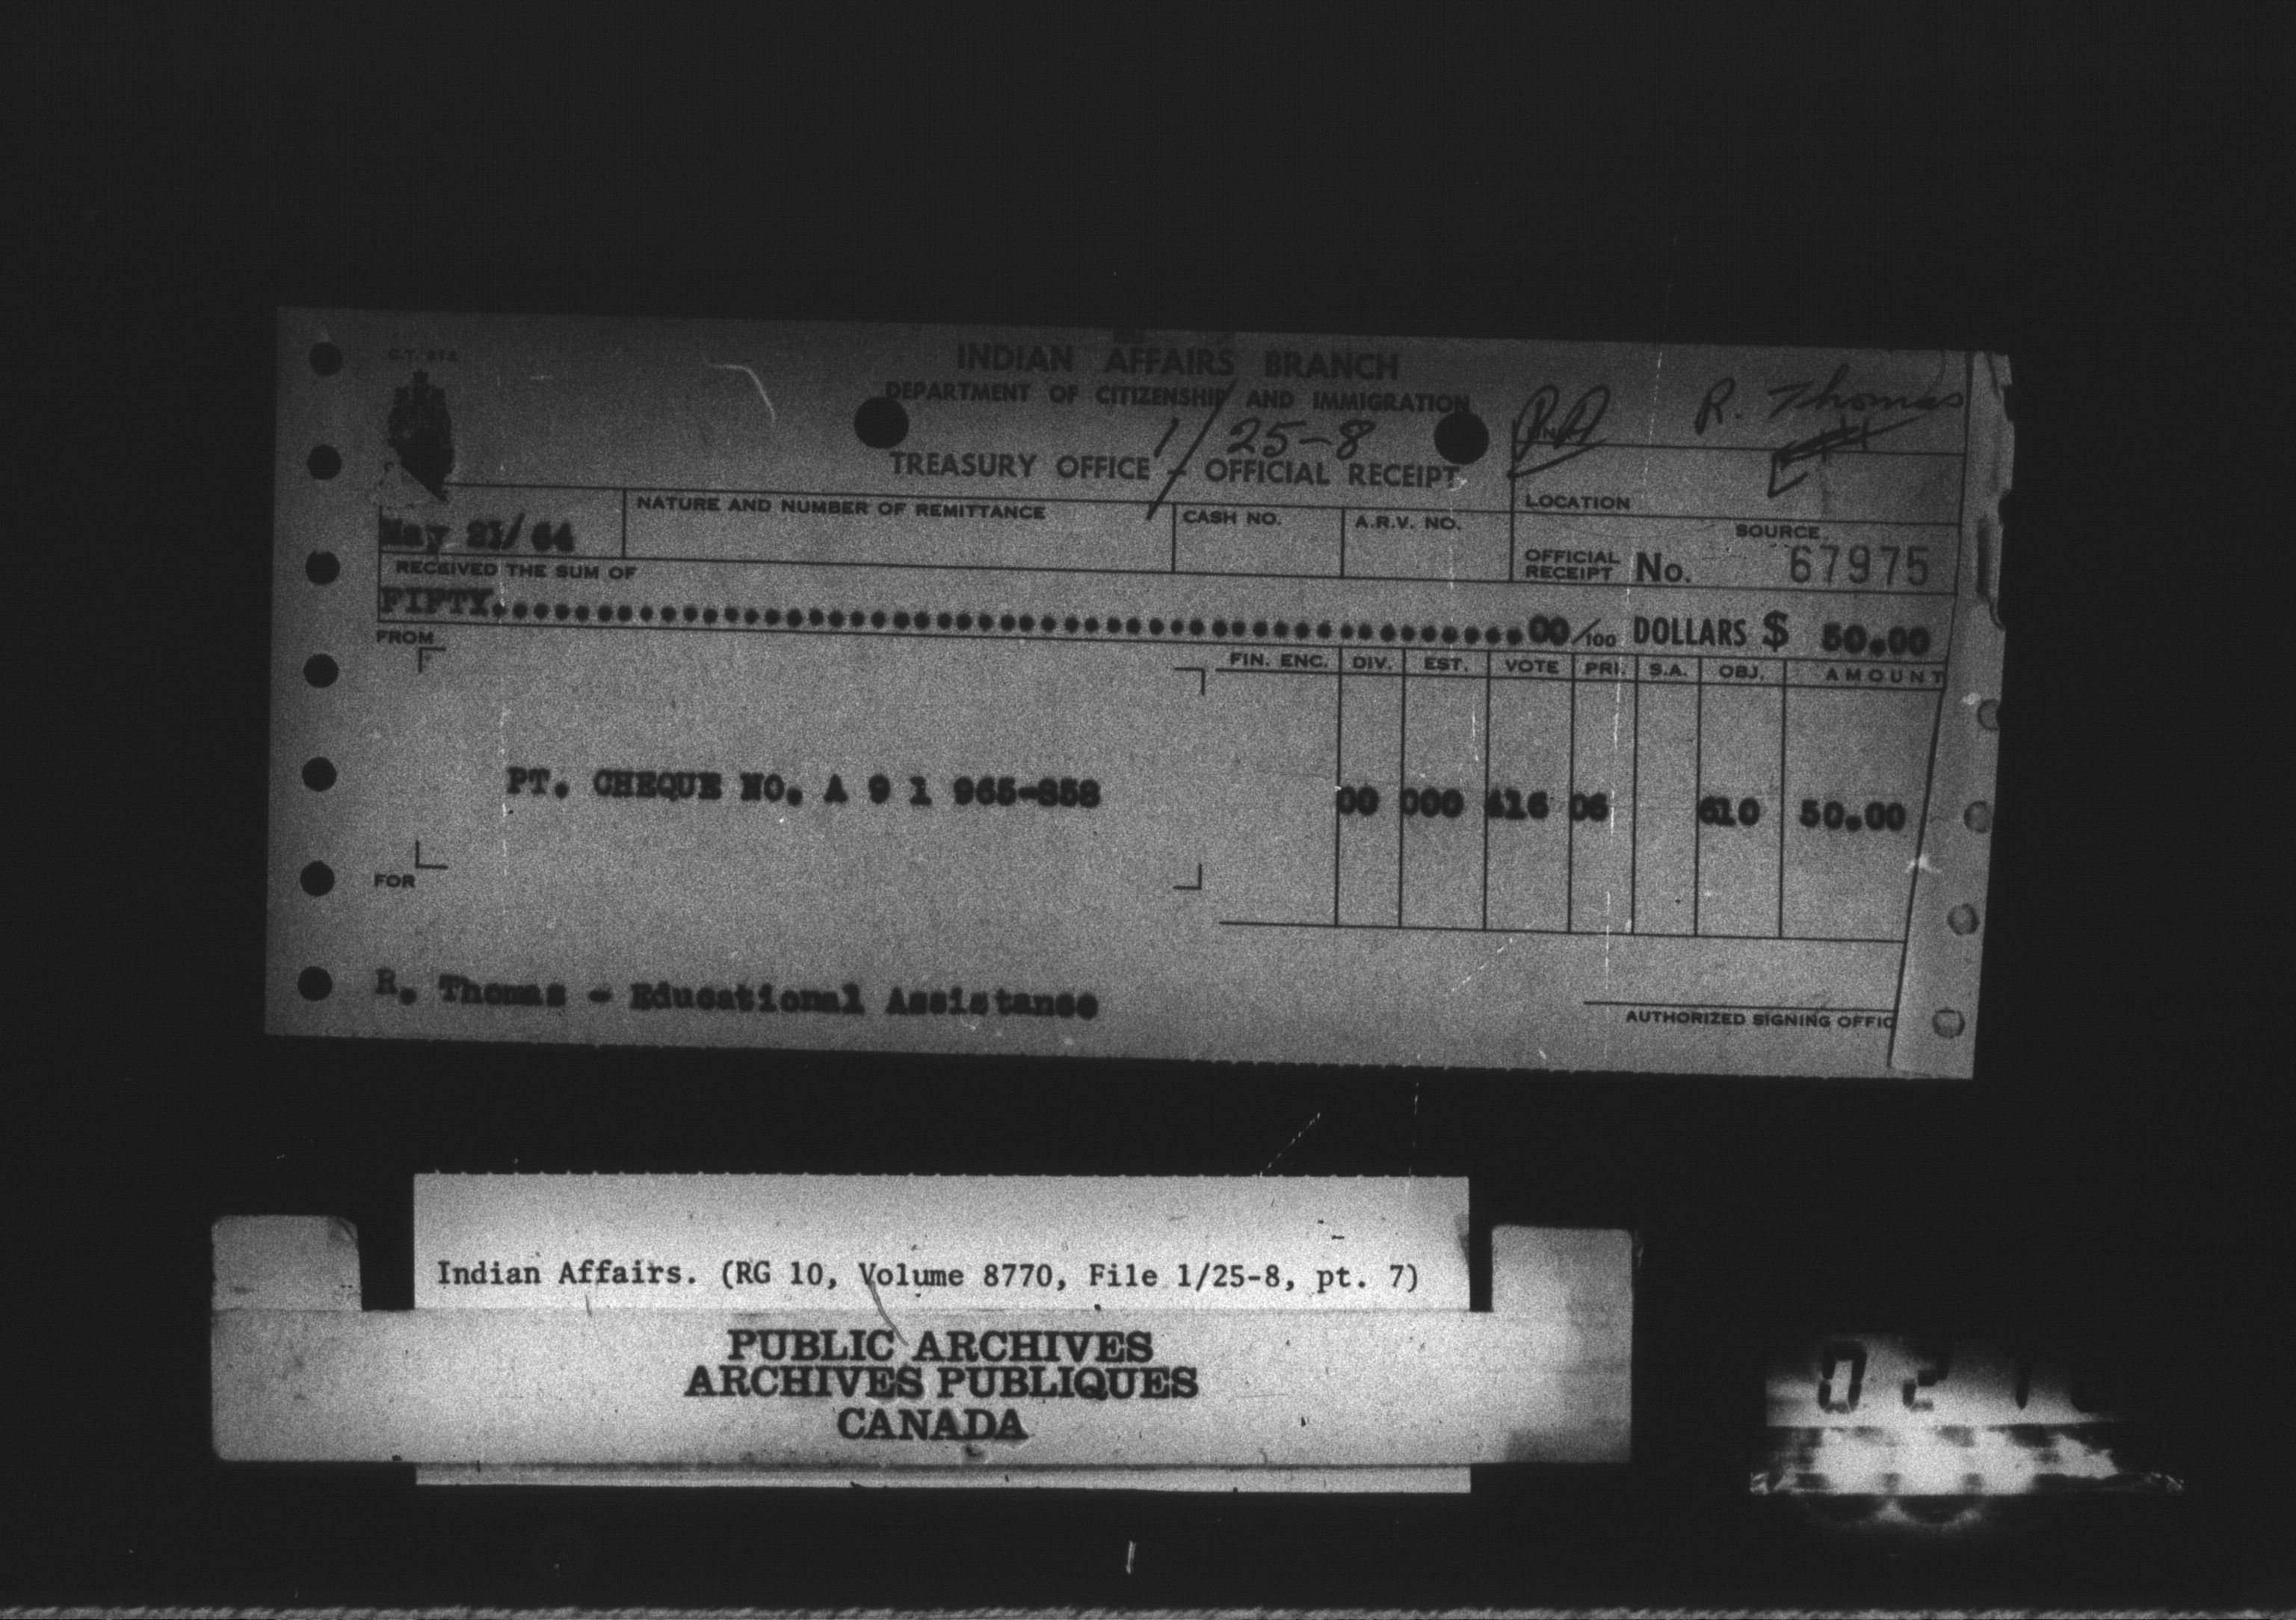 C.T. 212
INDIAN AFFAIRS BRANCH
DEPARTMENT OF CITIZENSHIP AND IMMIGRATION
1/25-8
R. Thomas
TREASURY OFFICE - OFFICIAL RECEIPT
LOCATION
NATURE AND NUMBER OF REMITTANCE
CASH NO.
A.R.V. NO.
SOURCE
May 21/64
OFFICIAL RECEIPT No. 67975
RECEIVED THE SUM OF
FIFTY..................................................00/100 DOLLARS $ 50.00
FROM
FIN. ENC. DIV. EST. VOTE PRI. S.A. OBJ. AMOUNT
PT. CHEQUE NO. A 9 1 965-858
00 000 416 06 610 50.00
FOR
R. Thomas - Educational Assistance
AUTHORIZED SIGNING OFFIC
Indian Affairs. (RG 10, Volume 8770, File 1/25-8, pt. 7)
PUBLIC ARCHIVES
ARCHIVES PUBLIQUES
CANADA